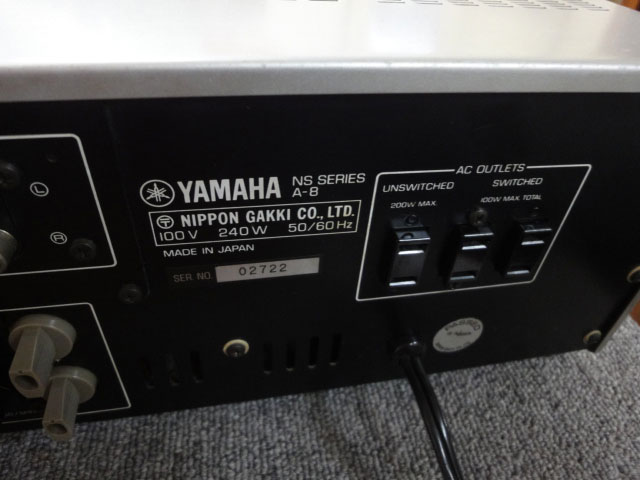 YAMAHA NS SERIES
A-8
〶 NIPPON GAKKI CO., LTD.
100V 240W 50/60Hz
MADE IN JAPAN
SER. NO. 02722
AC OUTLETS
UNSWITCHED SWITCHED
200W MAX. 100W MAX. TOTAL
L
R
PASSED